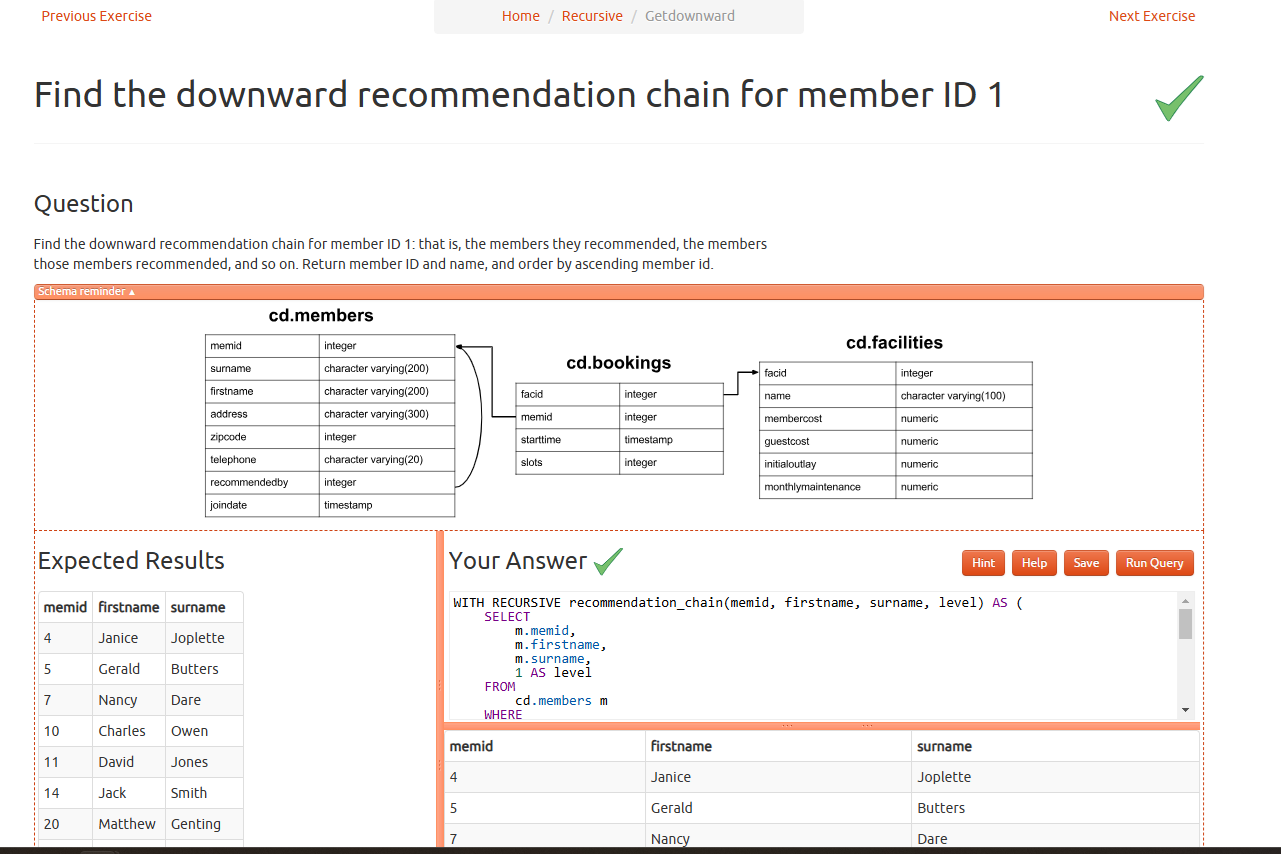 Previous Exercise
Home / Recursive / Getdownward
Next Exercise
Find the downward recommendation chain for member ID 1
Question
Find the downward recommendation chain for member ID 1: that is, the members they recommended, the members
those members recommended, and so on. Return member ID and name, and order by ascending member id.
Schema reminder ▴
cd.members
memid integer
surname character varying(200)
firstname character varying(200)
address character varying(300)
zipcode integer
telephone character varying(20)
recommendedby integer
joindate timestamp
cd.bookings
facid integer
memid integer
starttime timestamp
slots integer
cd.facilities
facid integer
name character varying(100)
membercost numeric
guestcost numeric
initialoutlay numeric
monthlymaintenance numeric
Expected Results
memid firstname surname
4 Janice Joplette
5 Gerald Butters
7 Nancy Dare
10 Charles Owen
11 David Jones
14 Jack Smith
20 Matthew Genting
Your Answer
Hint Help Save Run Query
WITH RECURSIVE recommendation_chain(memid, firstname, surname, level) AS (
SELECT
m.memid,
m.firstname,
m.surname,
1 AS level
FROM
cd.members m
WHERE
memid firstname surname
4 Janice Joplette
5 Gerald Butters
7 Nancy Dare